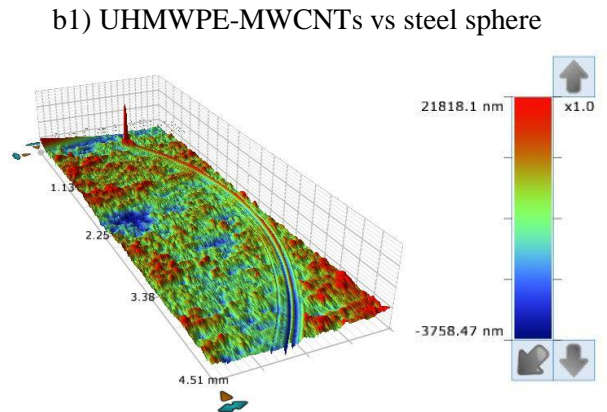 b1) UHMWPE-MWCNTs vs steel sphere
21818.1 nm
x1.0
1.13
2.25
3.38
-3758.47 nm
4.51 mm